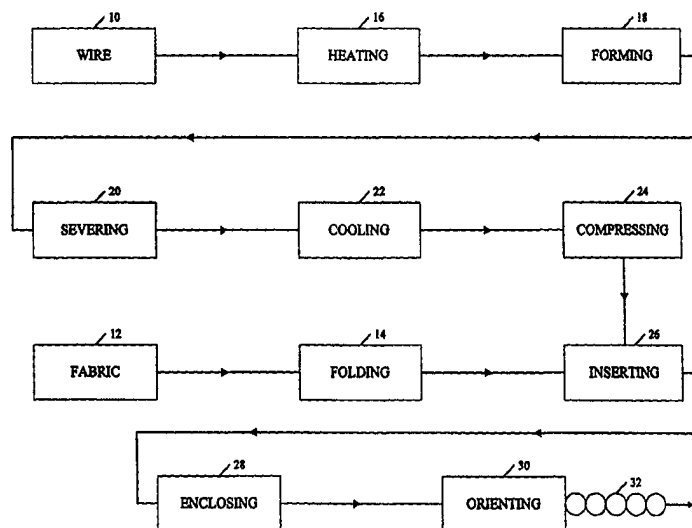 10 16 18
WIRE HEATING FORMING
20 22 24
SEVERING COOLING COMPRESSING
12 14 26
FABRIC FOLDING INSERTING
28 30 32
ENCLOSING ORIENTING